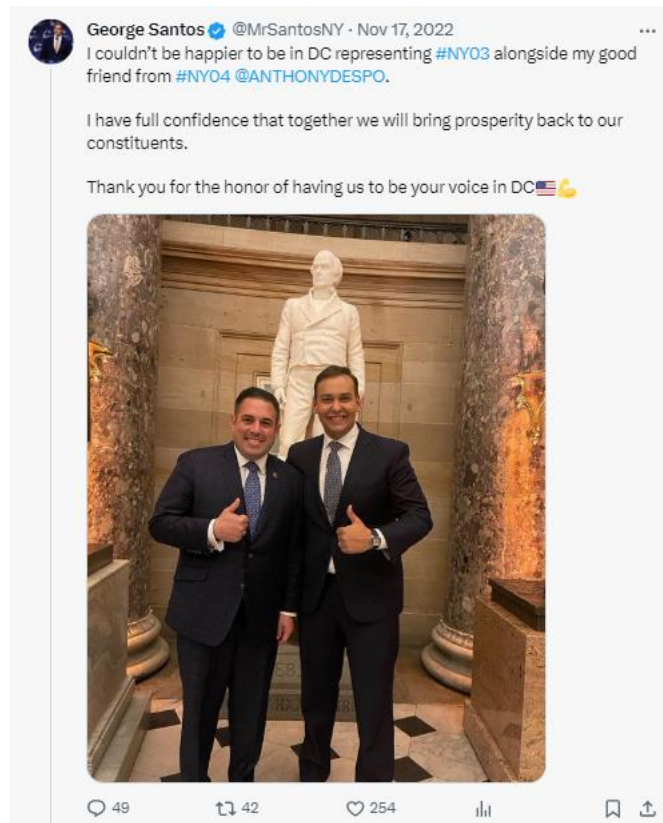 George Santos @MrSantosNY · Nov 17, 2022
I couldn't be happier to be in DC representing #NY03 alongside my good
friend from #NY04 @ANTHONYDESPO.
I have full confidence that together we will bring prosperity back to our
constituents.
Thank you for the honor of having us to be your voice in DC🇺🇸💪
49 42 254